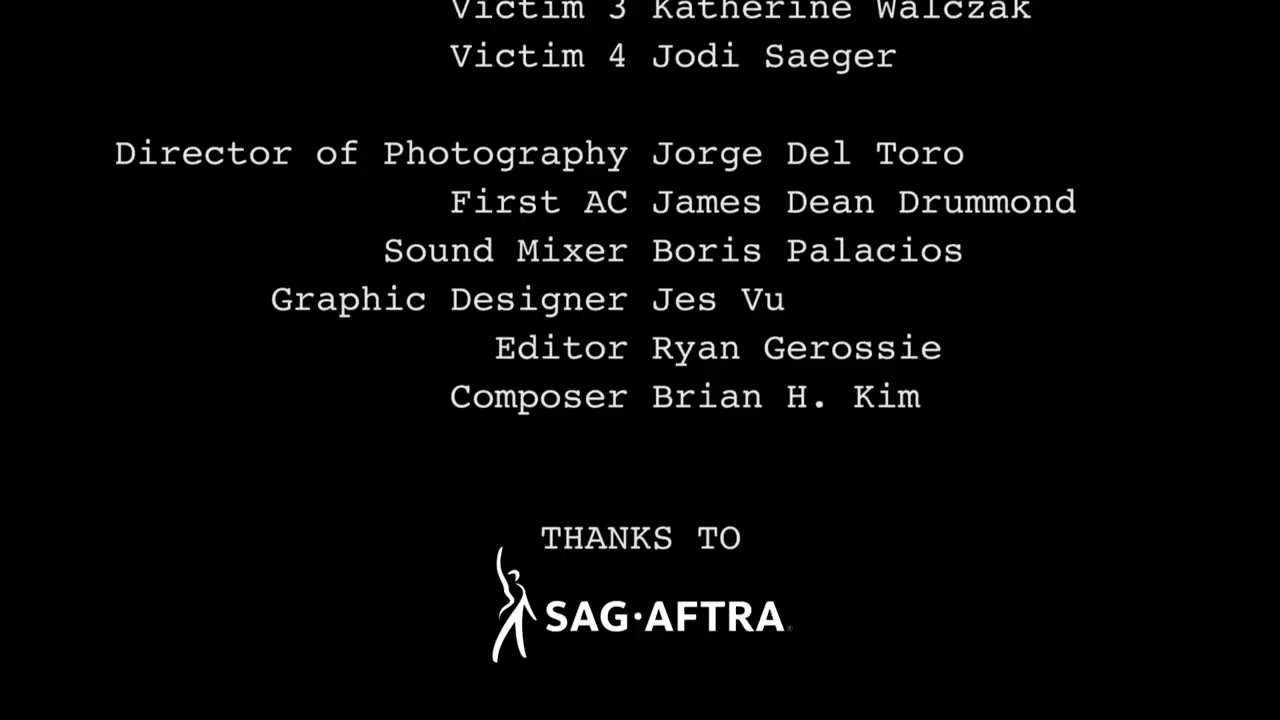 Victim 3 Katherine Walczak
Victim 4 Jodi Saeger
Director of Photography Jorge Del Toro
First AC James Dean Drummond
Sound Mixer Boris Palacios
Graphic Designer Jes Vu
Editor Ryan Gerossie
Composer Brian H. Kim
THANKS TO
SAG·AFTRA